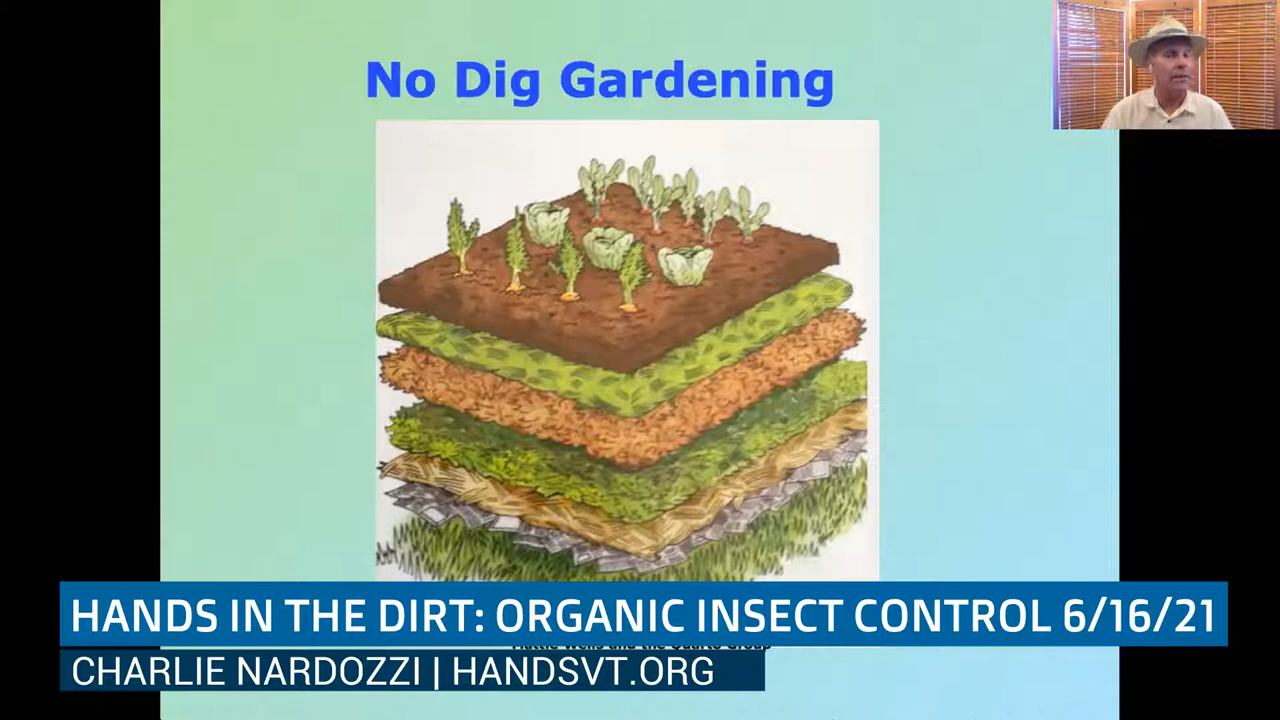 No Dig Gardening
HANDS IN THE DIRT: ORGANIC INSECT CONTROL 6/16/21
CHARLIE NARDOZZI | HANDSVT.ORG